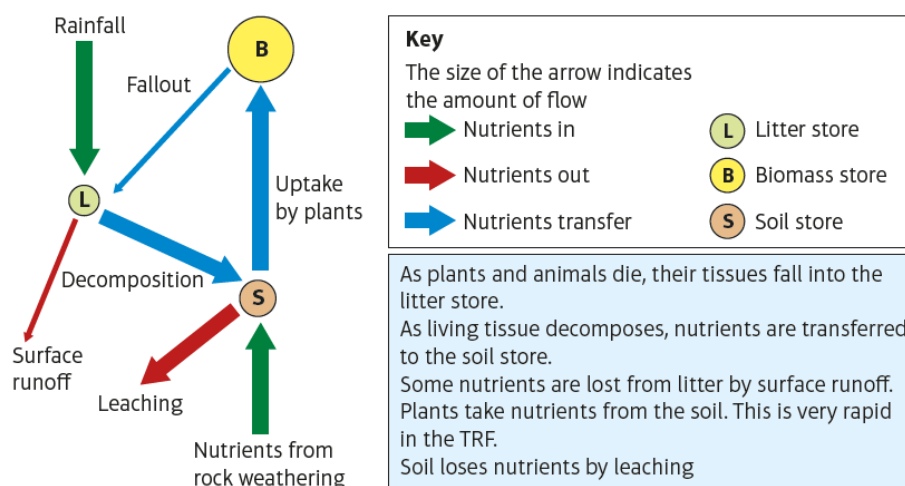 Rainfall
B
Fallout
L
Uptake
by plants
Decomposition
S
Surface
runoff
Leaching
Nutrients from
rock weathering
Key
The size of the arrow indicates
the amount of flow
Nutrients in
L Litter store
Nutrients out
B Biomass store
Nutrients transfer
S Soil store
As plants and animals die, their tissues fall into the
litter store.
As living tissue decomposes, nutrients are transferred
to the soil store.
Some nutrients are lost from litter by surface runoff.
Plants take nutrients from the soil. This is very rapid
in the TRF.
Soil loses nutrients by leaching